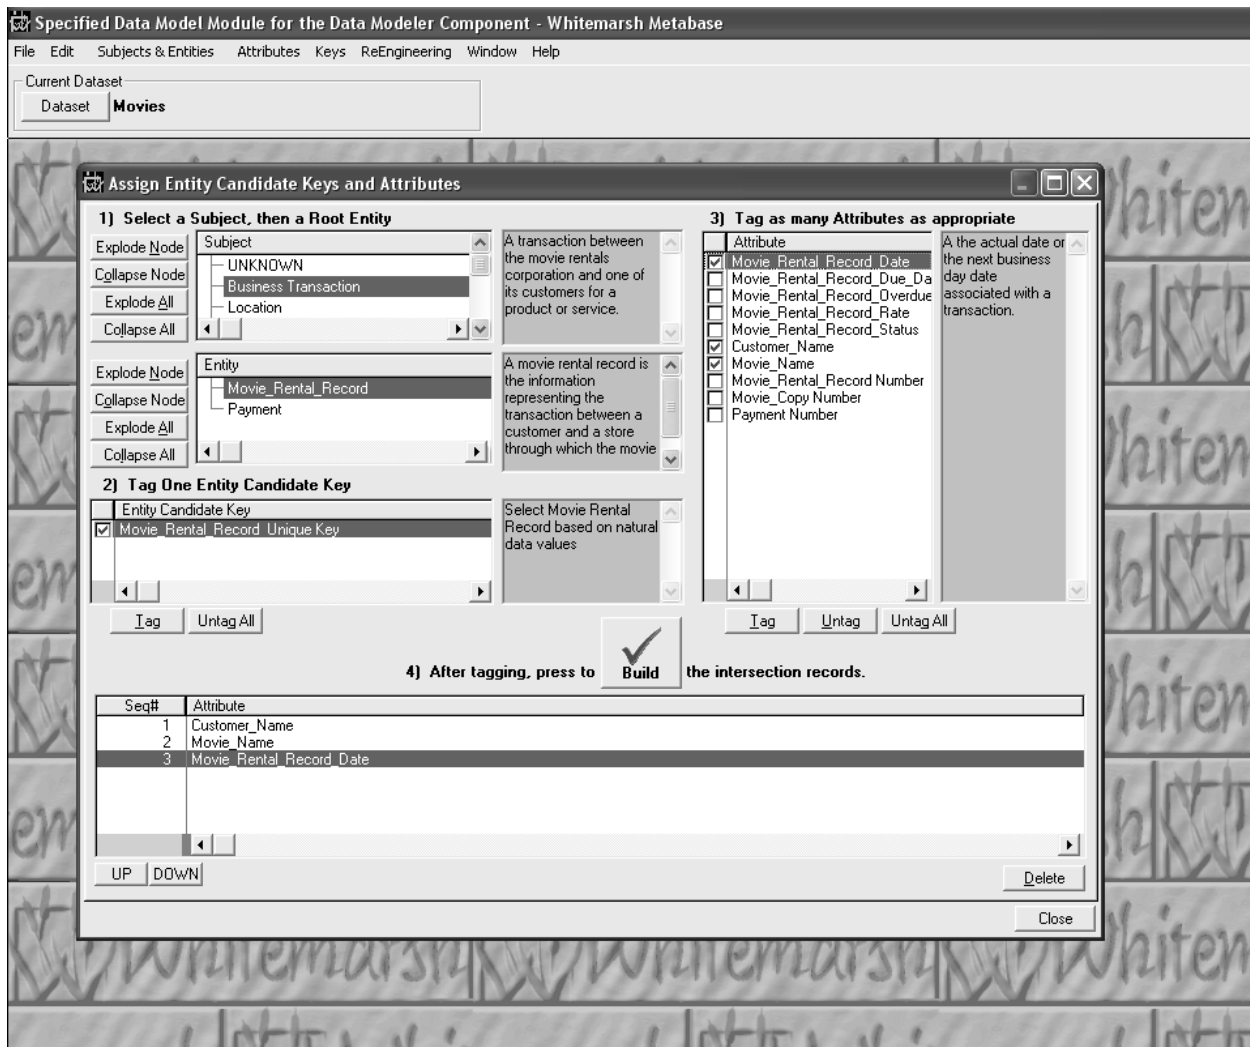 Specified Data Model Module for the Data Modeler Component - Whitemarsh Metabase
File Edit Subjects & Entities Attributes Keys ReEngineering Window Help
Current Dataset
Dataset Movies
Assign Entity Candidate Keys and Attributes
1) Select a Subject, then a Root Entity
Explode Node
Collapse Node
Explode All
Collapse All
Subject
UNKNOWN
Business Transaction
Location
A transaction between
the movie rentals
corporation and one of
its customers for a
product or service.
Explode Node
Collapse Node
Explode All
Collapse All
Entity
Movie_Rental_Record
Payment
A movie rental record is
the information
representing the
transaction between a
customer and a store
through which the movie
2) Tag One Entity Candidate Key
Entity Candidate Key
Movie_Rental_Record Unique Key
Select Movie Rental
Record based on natural
data values
Tag Untag All
3) Tag as many Attributes as appropriate
Attribute
Movie_Rental_Record_Date
Movie_Rental_Record_Due_Da
Movie_Rental_Record_Overdue
Movie_Rental_Record_Rate
Movie_Rental_Record_Status
Customer_Name
Movie_Name
Movie_Rental_Record Number
Movie_Copy Number
Payment Number
A the actual date or
the next business
day date
associated with a
transaction.
Tag Untag Untag All
4) After tagging, press to Build the intersection records.
Seq# Attribute
1 Customer_Name
2 Movie_Name
3 Movie_Rental_Record_Date
UP DOWN
Delete
Close
Whitemarsh